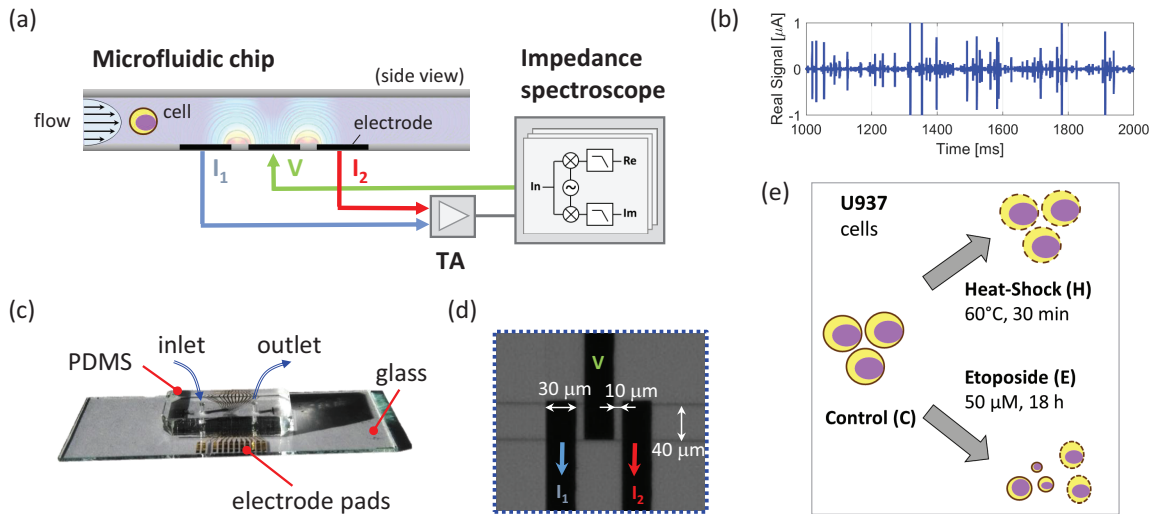 (a)
Microfluidic chip
(side view)
flow
cell
electrode
I1
V
I2
TA
Impedance
spectroscope
In
Re
Im
(b)
Real Signal [µA]
1
0
-1
1000 1200 1400 1600 1800 2000
Time [ms]
(c)
PDMS
inlet
outlet
glass
electrode pads
(d)
V
30 µm
10 µm
40 µm
I1
I2
(e)
U937
cells
Heat-Shock (H)
60°C, 30 min
Etoposide (E)
50 µM, 18 h
Control (C)